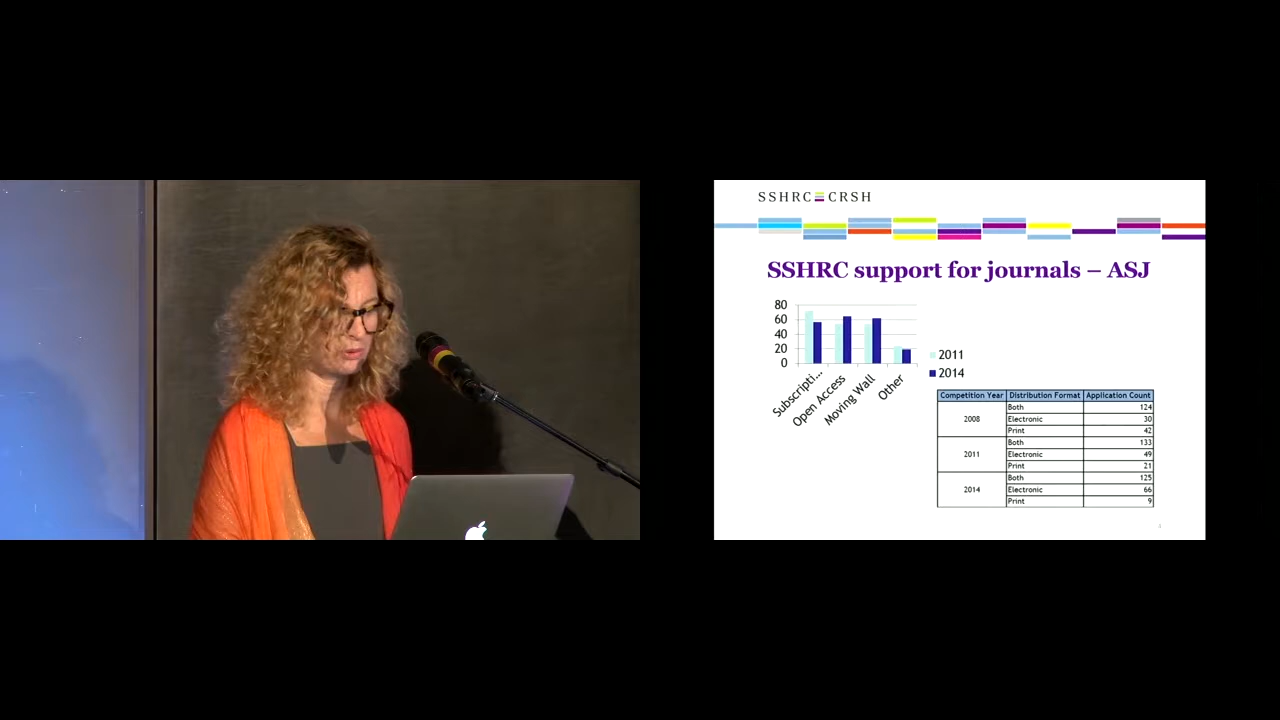 SSHRC CRSH
SSHRC support for journals – ASJ
80
60
40
20
0
Subscripti...
Open Access
Moving Wall
Other
2011
2014
Competition Year Distribution Format Application Count
2008 Both 124
Electronic 30
Print 42
2011 Both 133
Electronic 49
Print 21
2014 Both 125
Electronic 66
Print 9